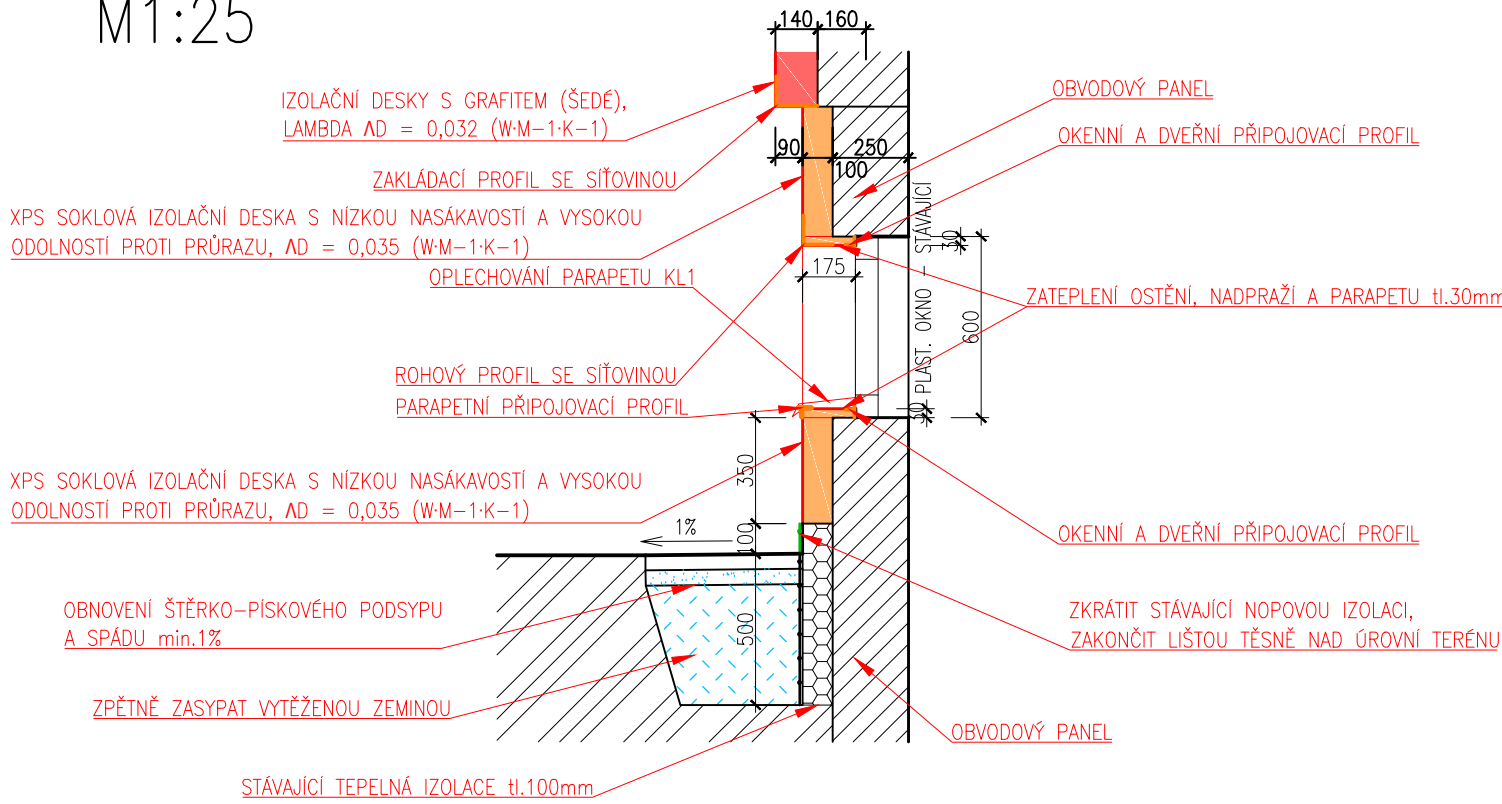 M1:25
140 160
IZOLAČNÍ DESKY S GRAFITEM (ŠEDÉ),
LAMBDA ΛD = 0,032 (W·M−1·K−1)
OBVODOVÝ PANEL
OKENNÍ A DVEŘNÍ PŘIPOJOVACÍ PROFIL
90
100
250
ZAKLÁDACÍ PROFIL SE SÍŤOVINOU
XPS SOKLOVÁ IZOLAČNÍ DESKA S NÍZKOU NASÁKAVOSTÍ A VYSOKOU
ODOLNOSTÍ PROTI PRŮRAZU, ΛD = 0,035 (W·M−1·K−1)
30
175
OPLECHOVÁNÍ PARAPETU KL1
PLAST. OKNO − STÁVAJÍCÍ
ZATEPLENÍ OSTĚNÍ, NADPRAŽÍ A PARAPETU tl.30mm
600
ROHOVÝ PROFIL SE SÍŤOVINOU
PARAPETNÍ PŘIPOJOVACÍ PROFIL
30
350
XPS SOKLOVÁ IZOLAČNÍ DESKA S NÍZKOU NASÁKAVOSTÍ A VYSOKOU
ODOLNOSTÍ PROTI PRŮRAZU, ΛD = 0,035 (W·M−1·K−1)
1%
100
OKENNÍ A DVEŘNÍ PŘIPOJOVACÍ PROFIL
OBNOVENÍ ŠTĚRKO−PÍSKOVÉHO PODSYPU
A SPÁDU min.1%
500
ZKRÁTIT STÁVAJÍCÍ NOPOVOU IZOLACI,
ZAKONČIT LIŠTOU TĚSNĚ NAD ÚROVNÍ TERÉNU
ZPĚTNĚ ZASYPAT VYTĚŽENOU ZEMINOU
OBVODOVÝ PANEL
STÁVAJÍCÍ TEPELNÁ IZOLACE tl.100mm